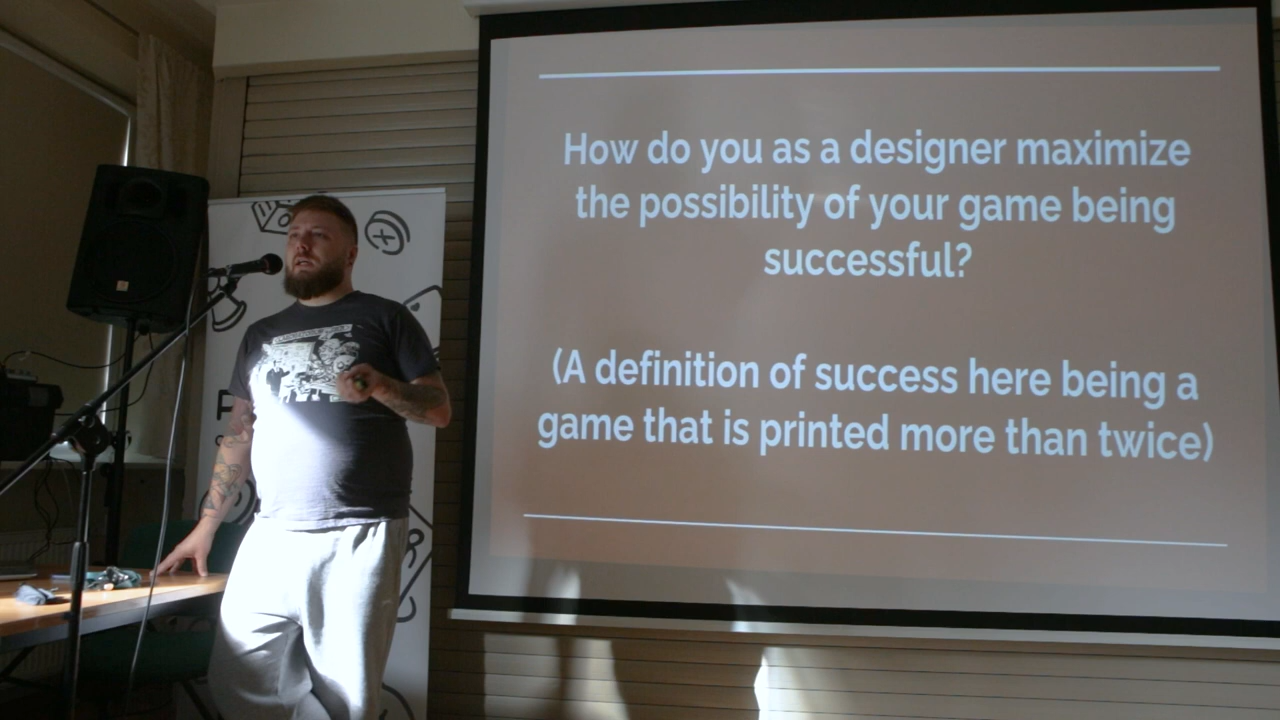 How do you as a designer maximize
the possibility of your game being
successful?
(A definition of success here being a
game that is printed more than twice)